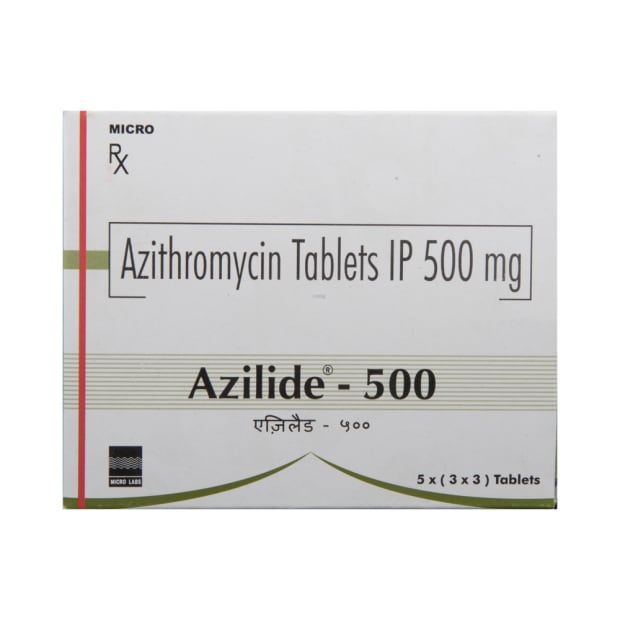 MICRO
Rx
Azithromycin Tablets IP 500 mg
Azilide® - 500
एज़िलैड - ५००
MICRO LABS
5 x ( 3 x 3 ) Tablets